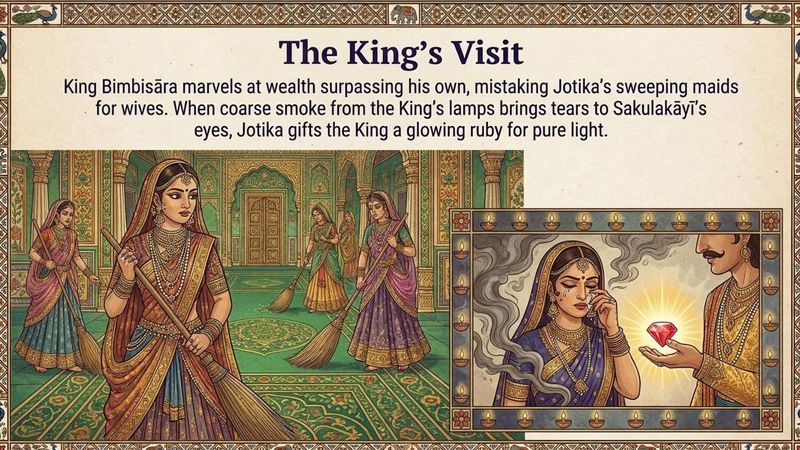 The King’s Visit
King Bimbisāra marvels at wealth surpassing his own, mistaking Jotika’s sweeping maids
for wives. When coarse smoke from the King’s lamps brings tears to Sakulakāyī’s
eyes, Jotika gifts the King a glowing ruby for pure light.